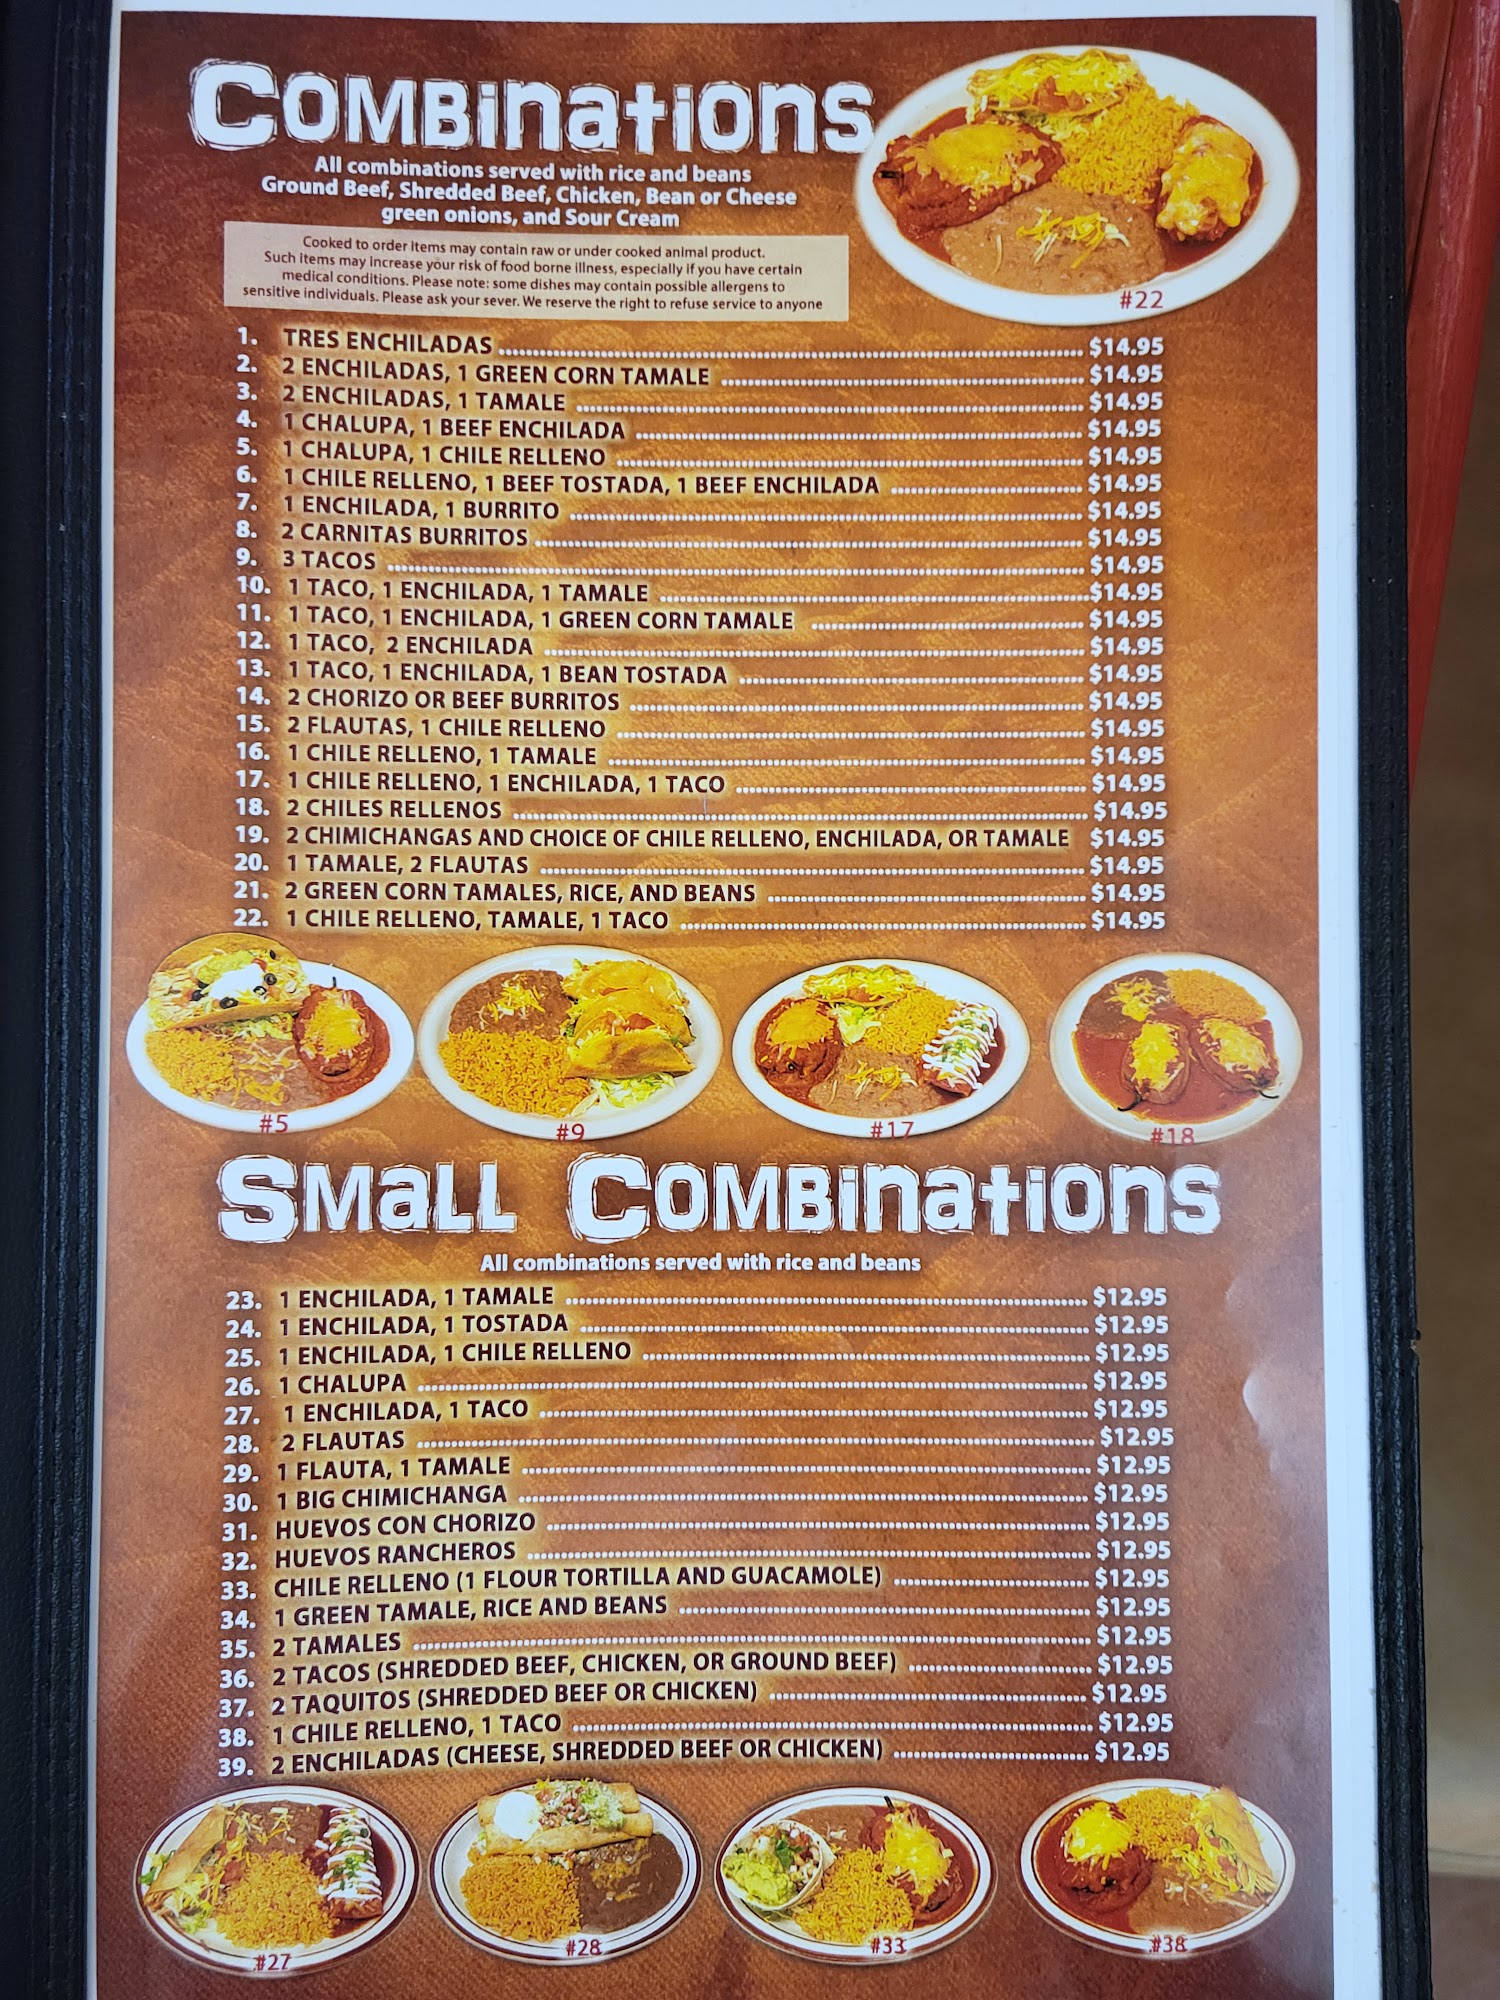 COMBinations
All combinations served with rice and beans
Ground Beef, Shredded Beef, Chicken, Bean or Cheese
green onions, and Sour Cream
Cooked to order items may contain raw or under cooked animal product.
Such items may increase your risk of food borne illness, especially if you have certain
medical conditions. Please note: some dishes may contain possible allergens to
sensitive individuals. Please ask your sever. We reserve the right to refuse service to anyone
#22
1. TRES ENCHILADAS $14.95
2. 2 ENCHILADAS, 1 GREEN CORN TAMALE $14.95
3. 2 ENCHILADAS, 1 TAMALE $14.95
4. 1 CHALUPA, 1 BEEF ENCHILADA $14.95
5. 1 CHALUPA, 1 CHILE RELLENO $14.95
6. 1 CHILE RELLENO, 1 BEEF TOSTADA, 1 BEEF ENCHILADA $14.95
7. 1 ENCHILADA, 1 BURRITO $14.95
8. 2 CARNITAS BURRITOS $14.95
9. 3 TACOS $14.95
10. 1 TACO, 1 ENCHILADA, 1 TAMALE $14.95
11. 1 TACO, 1 ENCHILADA, 1 GREEN CORN TAMALE $14.95
12. 1 TACO, 2 ENCHILADA $14.95
13. 1 TACO, 1 ENCHILADA, 1 BEAN TOSTADA $14.95
14. 2 CHORIZO OR BEEF BURRITOS $14.95
15. 2 FLAUTAS, 1 CHILE RELLENO $14.95
16. 1 CHILE RELLENO, 1 TAMALE $14.95
17. 1 CHILE RELLENO, 1 ENCHILADA, 1 TACO $14.95
18. 2 CHILES RELLENOS $14.95
19. 2 CHIMICHANGAS AND CHOICE OF CHILE RELLENO, ENCHILADA, OR TAMALE $14.95
20. 1 TAMALE, 2 FLAUTAS $14.95
21. 2 GREEN CORN TAMALES, RICE, AND BEANS $14.95
22. 1 CHILE RELLENO, TAMALE, 1 TACO $14.95
#5 #9 #17 #18
SMaLL COMBinations
All combinations served with rice and beans
23. 1 ENCHILADA, 1 TAMALE $12.95
24. 1 ENCHILADA, 1 TOSTADA $12.95
25. 1 ENCHILADA, 1 CHILE RELLENO $12.95
26. 1 CHALUPA $12.95
27. 1 ENCHILADA, 1 TACO $12.95
28. 2 FLAUTAS $12.95
29. 1 FLAUTA, 1 TAMALE $12.95
30. 1 BIG CHIMICHANGA $12.95
31. HUEVOS CON CHORIZO $12.95
32. HUEVOS RANCHEROS $12.95
33. CHILE RELLENO (1 FLOUR TORTILLA AND GUACAMOLE) $12.95
34. 1 GREEN TAMALE, RICE AND BEANS $12.95
35. 2 TAMALES $12.95
36. 2 TACOS (SHREDDED BEEF, CHICKEN, OR GROUND BEEF) $12.95
37. 2 TAQUITOS (SHREDDED BEEF OR CHICKEN) $12.95
38. 1 CHILE RELLENO, 1 TACO $12.95
39. 2 ENCHILADAS (CHEESE, SHREDDED BEEF OR CHICKEN) $12.95
#27 #28 #33 #38